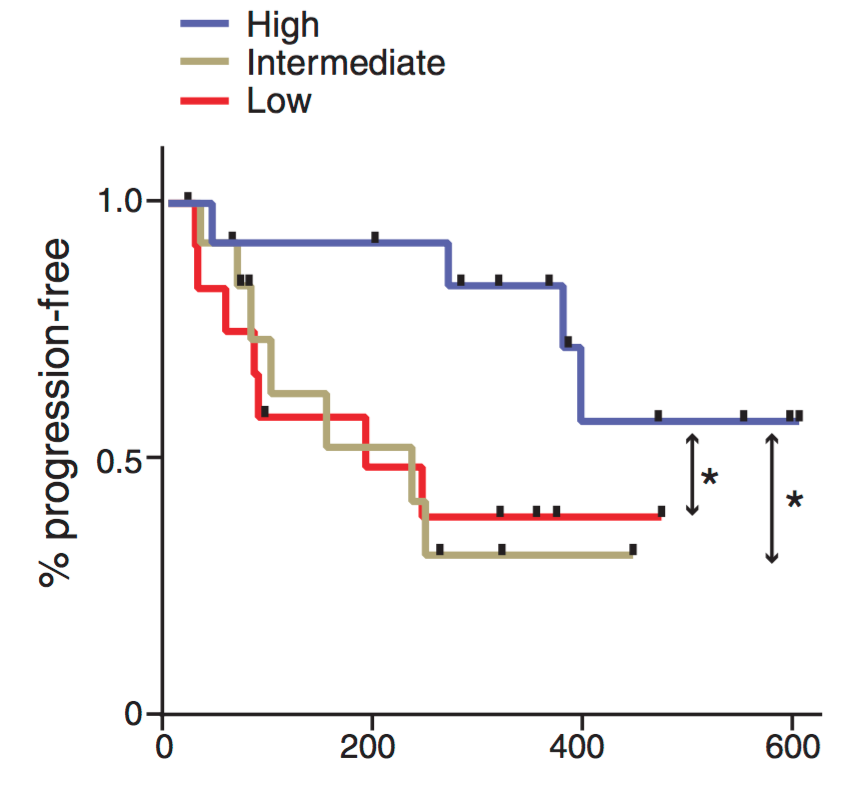 High
Intermediate
Low
% progression-free
1.0
0.5
0
0 200 400 600
*
*